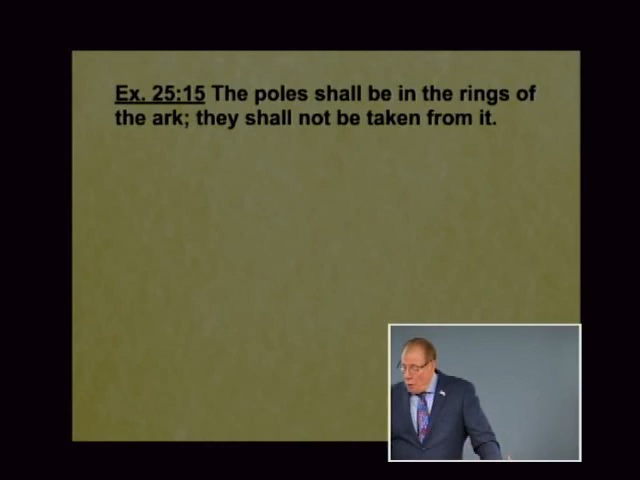 Ex. 25:15 The poles shall be in the rings of
the ark; they shall not be taken from it.